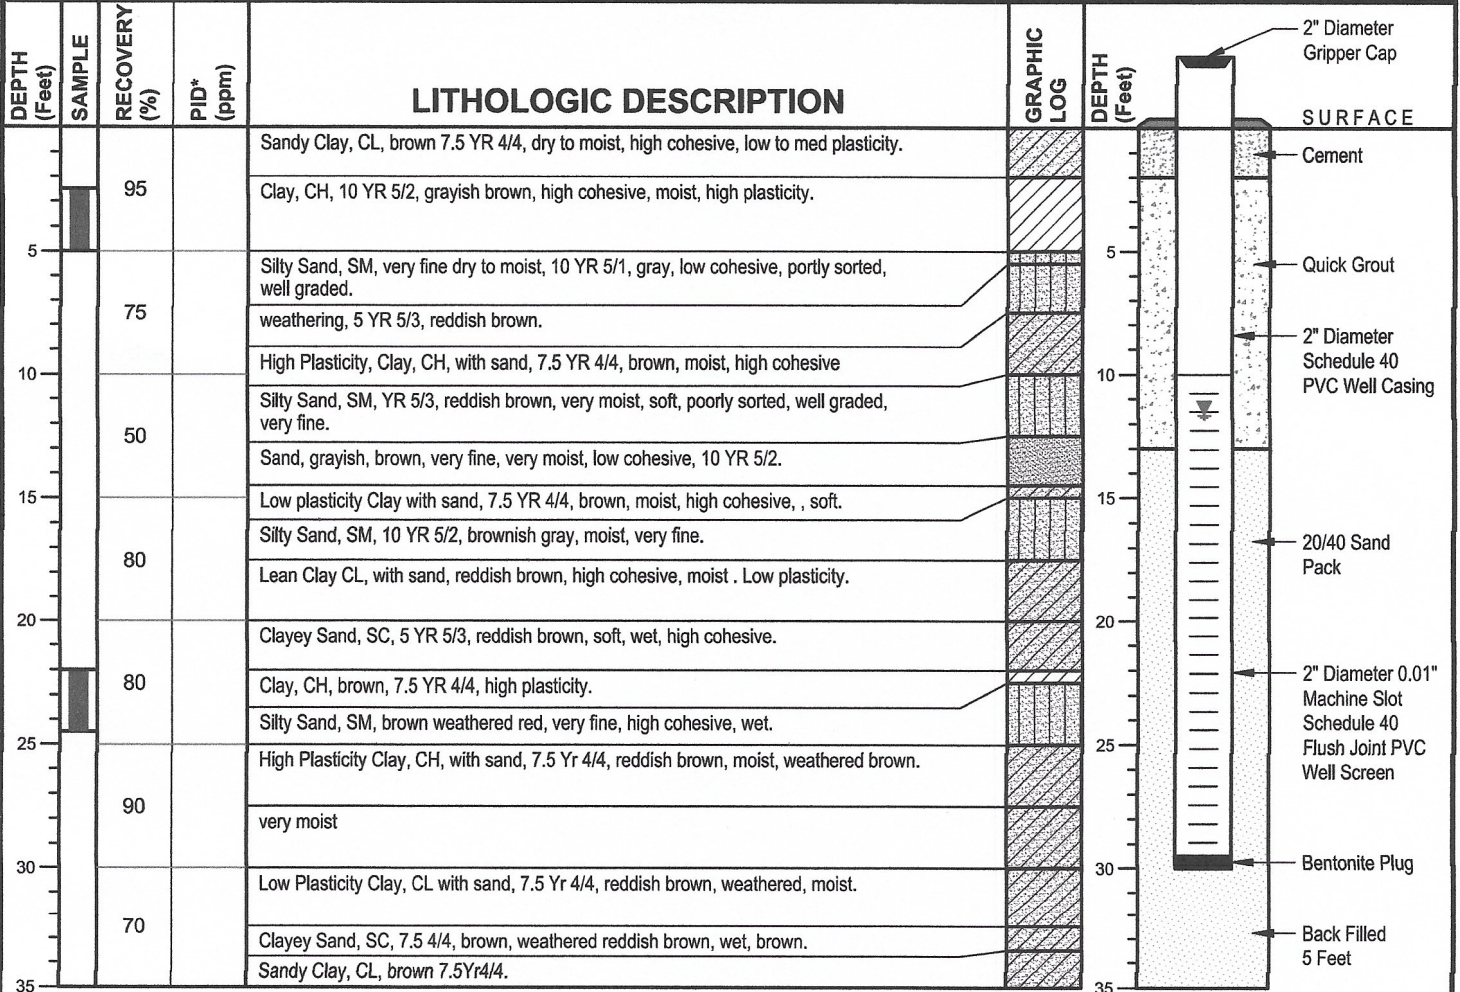 DEPTH (Feet)
SAMPLE
RECOVERY (%)
PID* (ppm)
LITHOLOGIC DESCRIPTION
GRAPHIC LOG
DEPTH (Feet)
2" Diameter
Gripper Cap
SURFACE
Sandy Clay, CL, brown 7.5 YR 4/4, dry to moist, high cohesive, low to med plasticity.
Cement
95
Clay, CH, 10 YR 5/2, grayish brown, high cohesive, moist, high plasticity.
5
5
Silty Sand, SM, very fine dry to moist, 10 YR 5/1, gray, low cohesive, portly sorted,
well graded.
Quick Grout
75
weathering, 5 YR 5/3, reddish brown.
2" Diameter
Schedule 40
PVC Well Casing
High Plasticity, Clay, CH, with sand, 7.5 YR 4/4, brown, moist, high cohesive
10
10
Silty Sand, SM, YR 5/3, reddish brown, very moist, soft, poorly sorted, well graded,
very fine.
50
Sand, grayish, brown, very fine, very moist, low cohesive, 10 YR 5/2.
15
Low plasticity Clay with sand, 7.5 YR 4/4, brown, moist, high cohesive, , soft.
15
Silty Sand, SM, 10 YR 5/2, brownish gray, moist, very fine.
20/40 Sand
Pack
80
Lean Clay CL, with sand, reddish brown, high cohesive, moist . Low plasticity.
20
20
Clayey Sand, SC, 5 YR 5/3, reddish brown, soft, wet, high cohesive.
80
Clay, CH, brown, 7.5 YR 4/4, high plasticity.
2" Diameter 0.01"
Machine Slot
Schedule 40
Flush Joint PVC
Well Screen
Silty Sand, SM, brown weathered red, very fine, high cohesive, wet.
25
25
High Plasticity Clay, CH, with sand, 7.5 Yr 4/4, reddish brown, moist, weathered brown.
90
very moist
30
30
Bentonite Plug
Low Plasticity Clay, CL with sand, 7.5 Yr 4/4, reddish brown, weathered, moist.
70
Clayey Sand, SC, 7.5 4/4, brown, weathered reddish brown, wet, brown.
Back Filled
5 Feet
Sandy Clay, CL, brown 7.5Yr4/4.
35
35